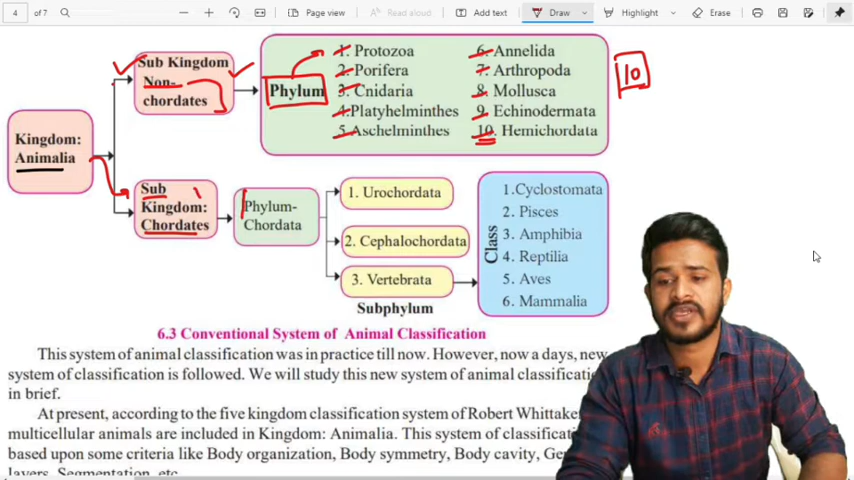 4 of 7
Page view
Read aloud
Add text
Draw
Highlight
Erase
Kingdom:
Animalia
Sub Kingdom
Non-
chordates
Phylum
1. Protozoa
2. Porifera
3. Cnidaria
4.Platyhelminthes
5.Aschelminthes
6. Annelida
7. Arthropoda
8. Mollusca
9. Echinodermata
10. Hemichordata
10
Sub
Kingdom:
Chordates
Phylum-
Chordata
1. Urochordata
2. Cephalochordata
3. Vertebrata
Subphylum
Class
1.Cyclostomata
2. Pisces
3. Amphibia
4. Reptilia
5. Aves
6. Mammalia
6.3 Conventional System of Animal Classification
This system of animal classification was in practice till now. However, now a days, new
system of classification is followed. We will study this new system of animal classificatio
in brief.
At present, according to the five kingdom classification system of Robert Whittake
multicellular animals are included in Kingdom: Animalia. This system of classific
based upon some criteria like Body organization, Body symmetry, Body cavity, Ge
layers, Segmentation, etc